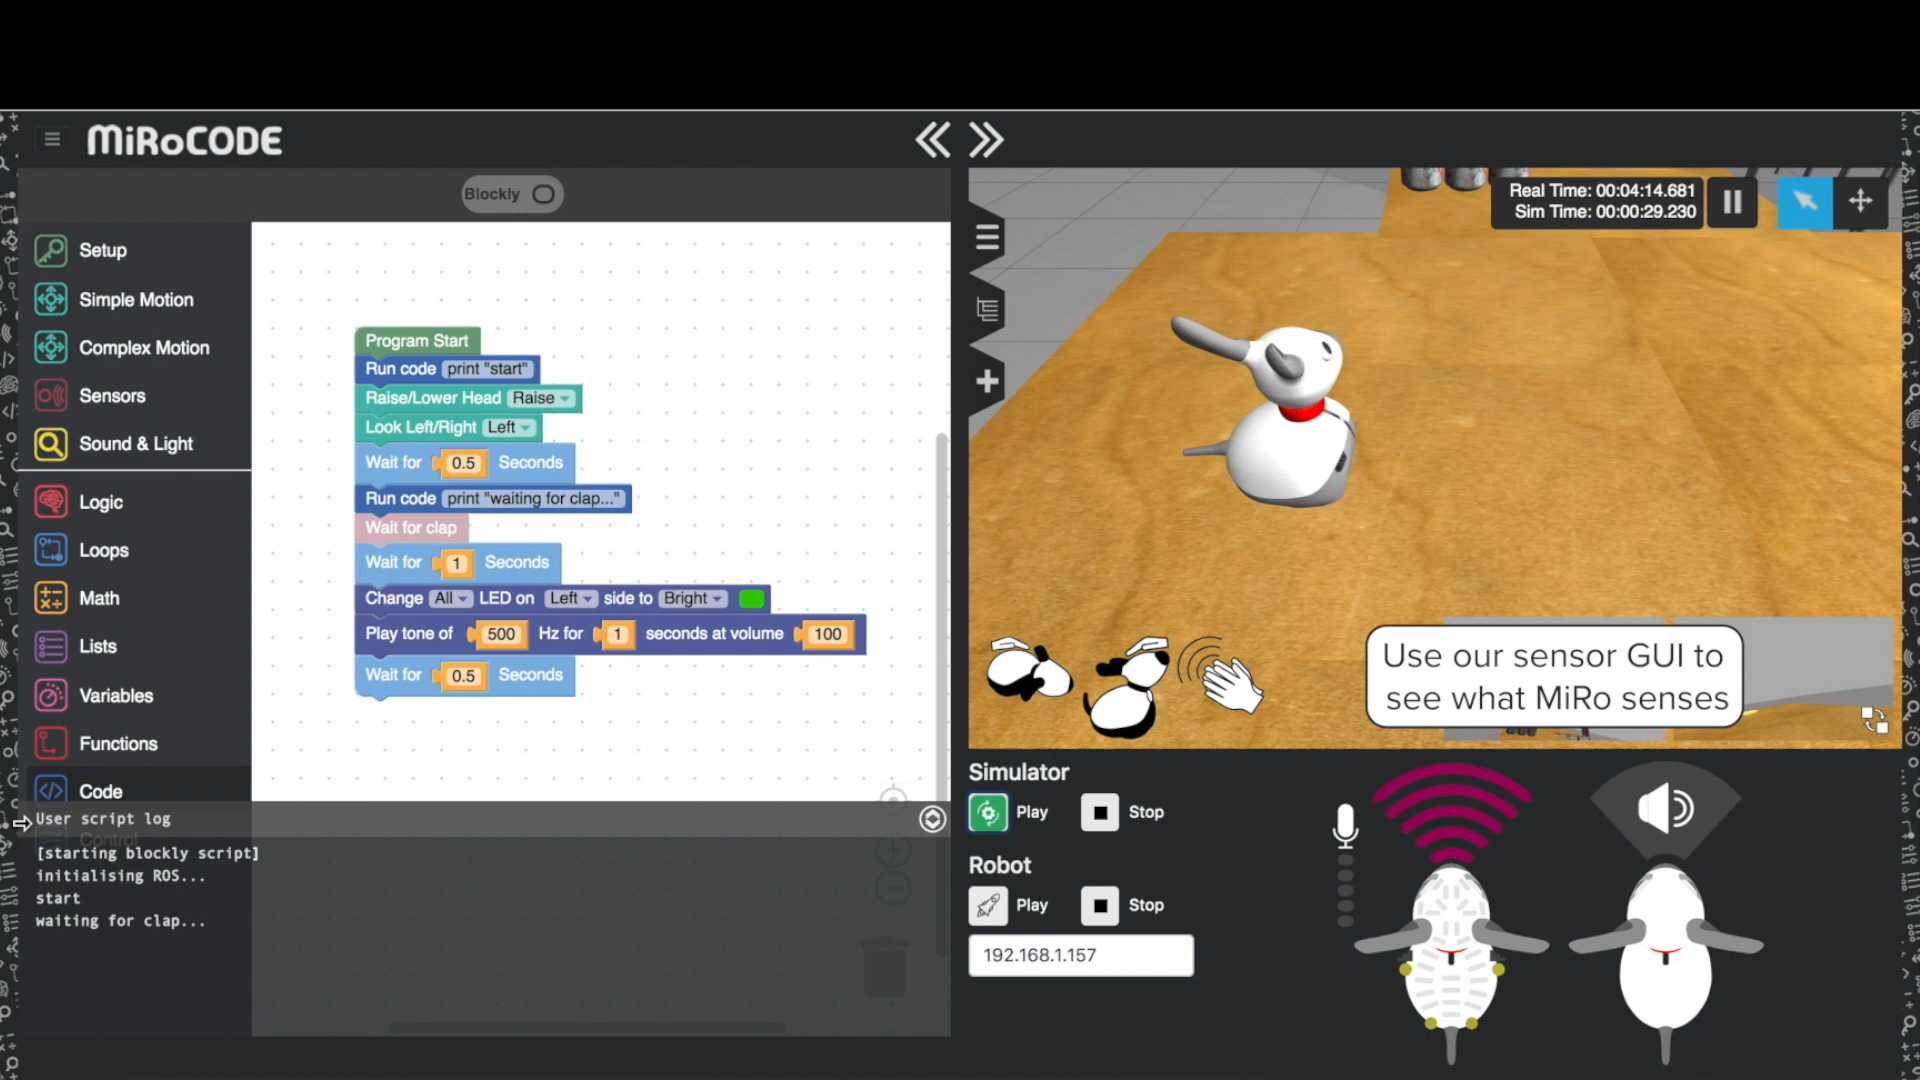 MiRoCODE
Blockly
Setup
Simple Motion
Complex Motion
Sensors
Sound & Light
Logic
Loops
Math
Lists
Variables
Functions
Code
Control
Program Start
Run code print "start"
Raise/Lower Head Raise
Look Left/Right Left
Wait for 0.5 Seconds
Run code print "waiting for clap..."
Wait for clap
Wait for 1 Seconds
Change All LED on Left side to Bright
Play tone of 500 Hz for 1 seconds at volume 100
Wait for 0.5 Seconds
User script log
[starting blockly script]
initialising ROS...
start
waiting for clap...
Real Time: 00:04:14.681
Sim Time: 00:00:29.230
Use our sensor GUI to
see what MiRo senses
Simulator
Play Stop
Robot
Play Stop
192.168.1.157